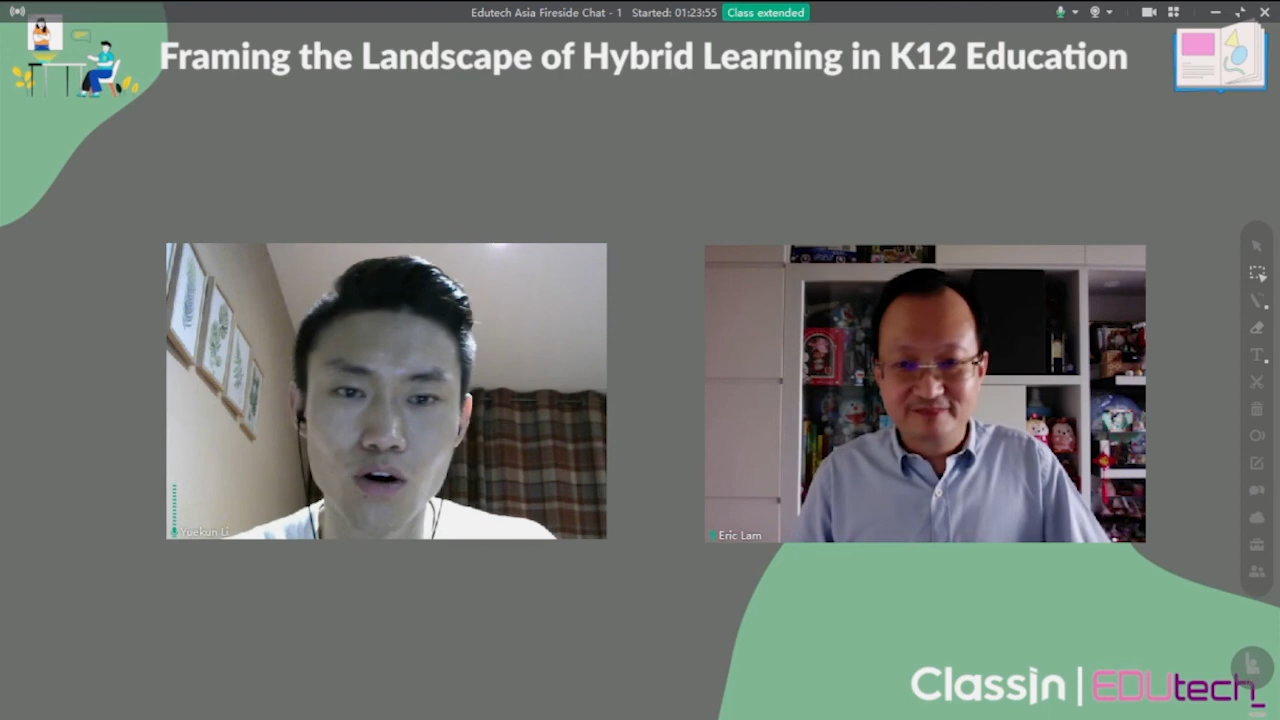 Edutech Asia Fireside Chat - 1 Started: 01:23:55 Class extended
Framing the Landscape of Hybrid Learning in K12 Education
Yuekun Li
Eric Lam
T
ClassIn | EDUtech_